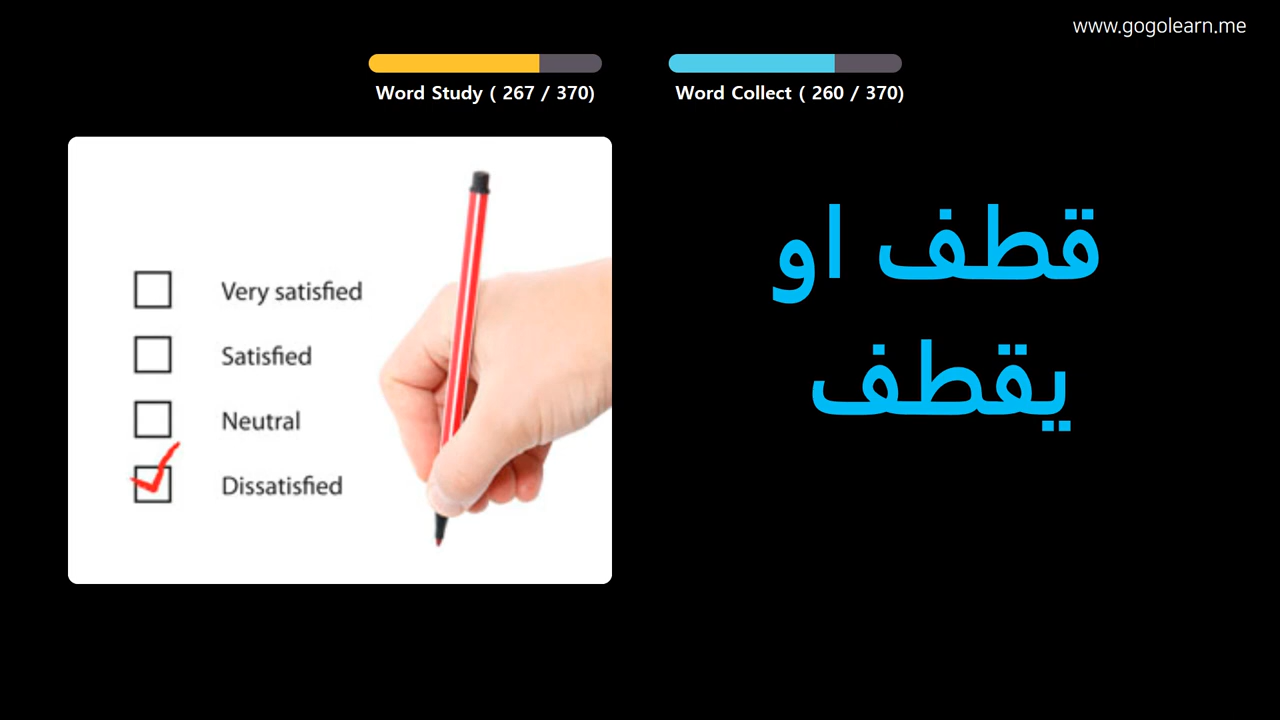 www.gogolearn.me
Word Study ( 267 / 370)
Word Collect ( 260 / 370)
Very satisfied
Satisfied
Neutral
Dissatisfied
قطف او
يقطف